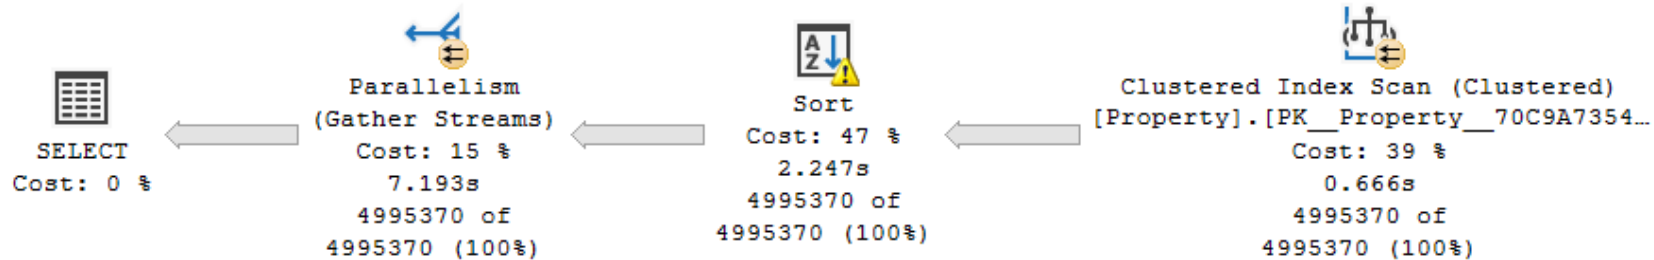 SELECT
Cost: 0 %
Parallelism
(Gather Streams)
Cost: 15 %
7.193s
4995370 of
4995370 (100%)
A
Z
Sort
Cost: 47 %
2.247s
4995370 of
4995370 (100%)
Clustered Index Scan (Clustered)
[Property].[PK__Property__70C9A7354…
Cost: 39 %
0.666s
4995370 of
4995370 (100%)